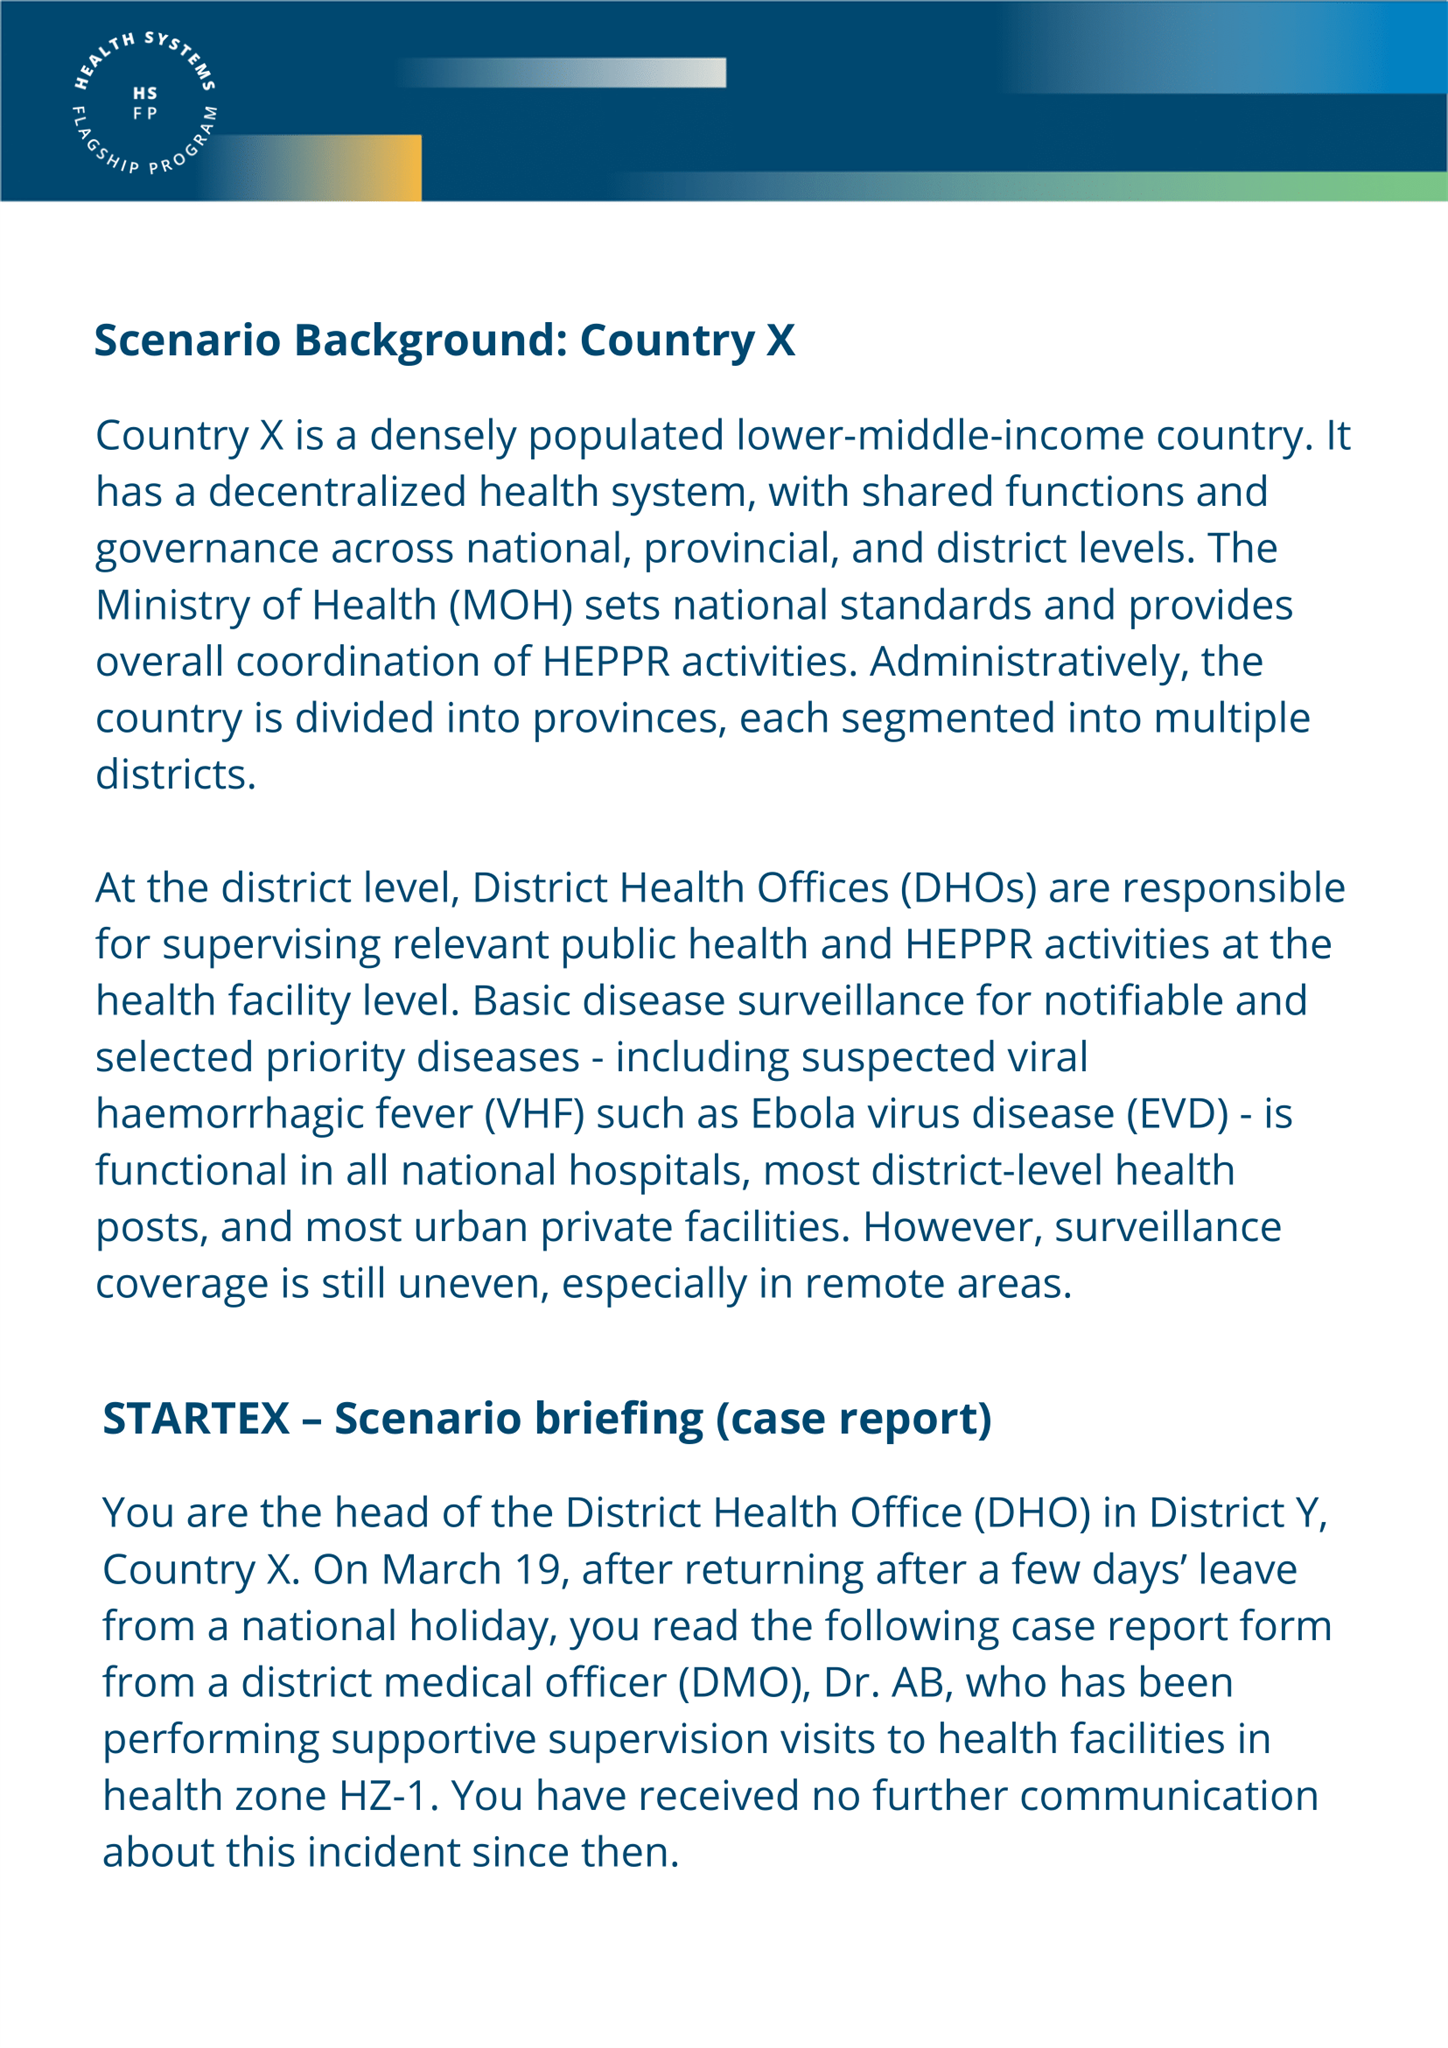 HEALTH SYSTEMS
HS
FP
FLAGSHIP PROGRAM
Scenario Background: Country X
Country X is a densely populated lower-middle-income country. It
has a decentralized health system, with shared functions and
governance across national, provincial, and district levels. The
Ministry of Health (MOH) sets national standards and provides
overall coordination of HEPPR activities. Administratively, the
country is divided into provinces, each segmented into multiple
districts.
At the district level, District Health Offices (DHOs) are responsible
for supervising relevant public health and HEPPR activities at the
health facility level. Basic disease surveillance for notifiable and
selected priority diseases - including suspected viral
haemorrhagic fever (VHF) such as Ebola virus disease (EVD) - is
functional in all national hospitals, most district-level health
posts, and most urban private facilities. However, surveillance
coverage is still uneven, especially in remote areas.
STARTEX – Scenario briefing (case report)
You are the head of the District Health Office (DHO) in District Y,
Country X. On March 19, after returning after a few days’ leave
from a national holiday, you read the following case report form
from a district medical officer (DMO), Dr. AB, who has been
performing supportive supervision visits to health facilities in
health zone HZ-1. You have received no further communication
about this incident since then.